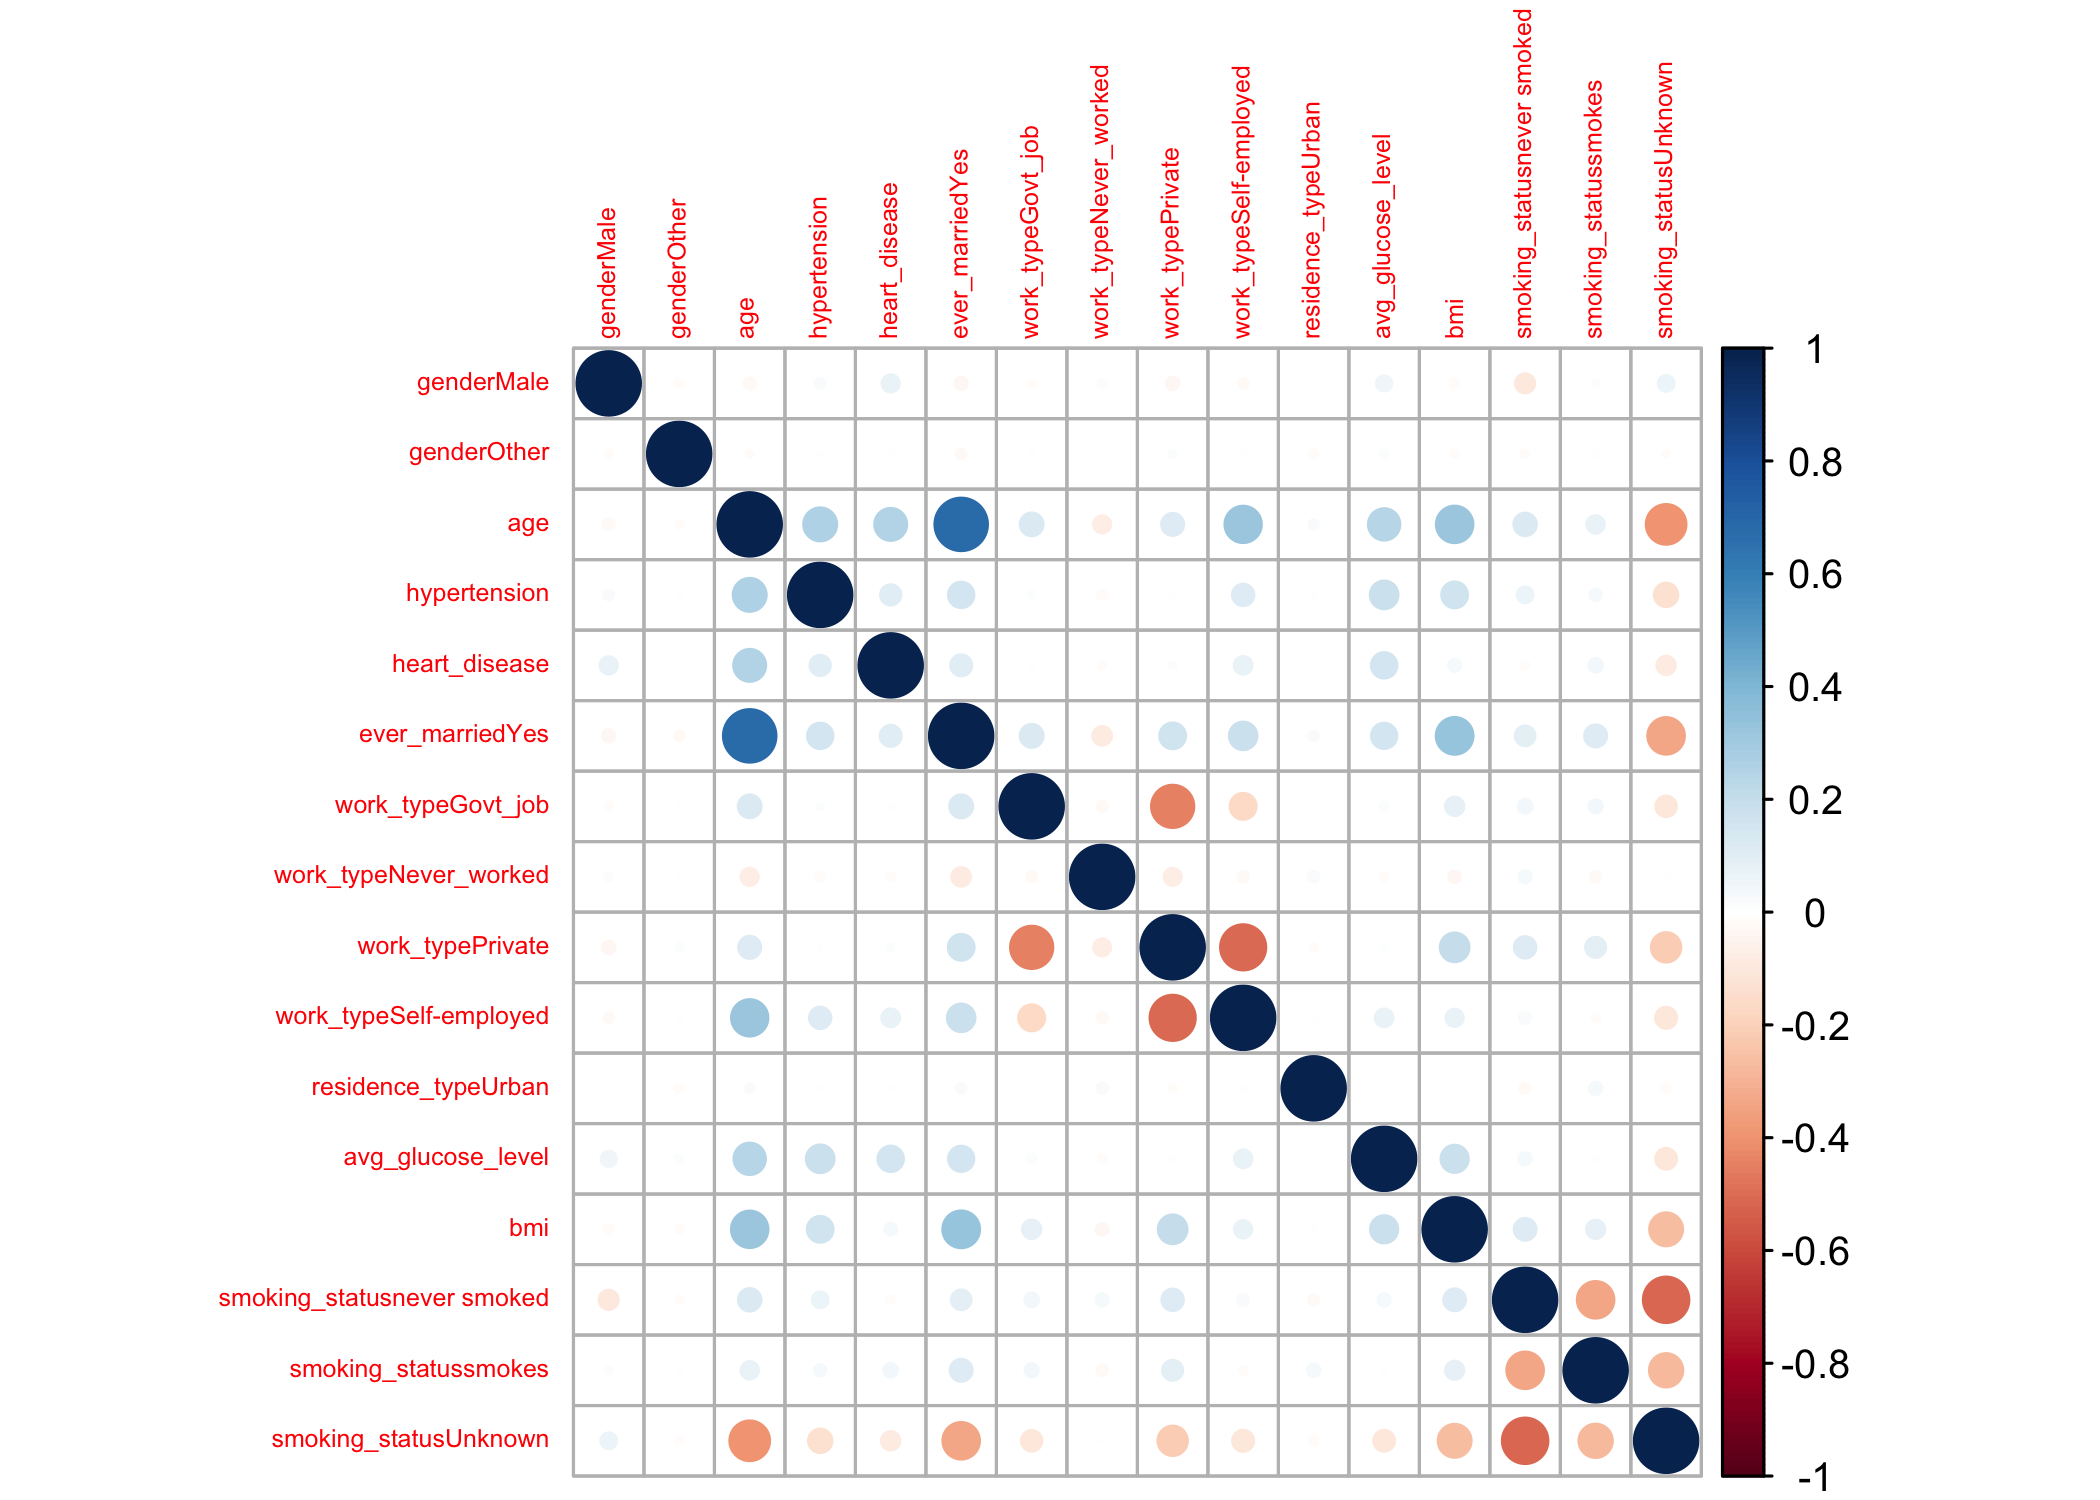 genderMale
genderOther
age
hypertension
heart_disease
ever_marriedYes
work_typeGovt_job
work_typeNever_worked
work_typePrivate
work_typeSelf-employed
residence_typeUrban
avg_glucose_level
bmi
smoking_statusnever smoked
smoking_statussmokes
smoking_statusUnknown
genderMale
genderOther
age
hypertension
heart_disease
ever_marriedYes
work_typeGovt_job
work_typeNever_worked
work_typePrivate
work_typeSelf-employed
residence_typeUrban
avg_glucose_level
bmi
smoking_statusnever smoked
smoking_statussmokes
smoking_statusUnknown
1
0.8
0.6
0.4
0.2
0
-0.2
-0.4
-0.6
-0.8
-1